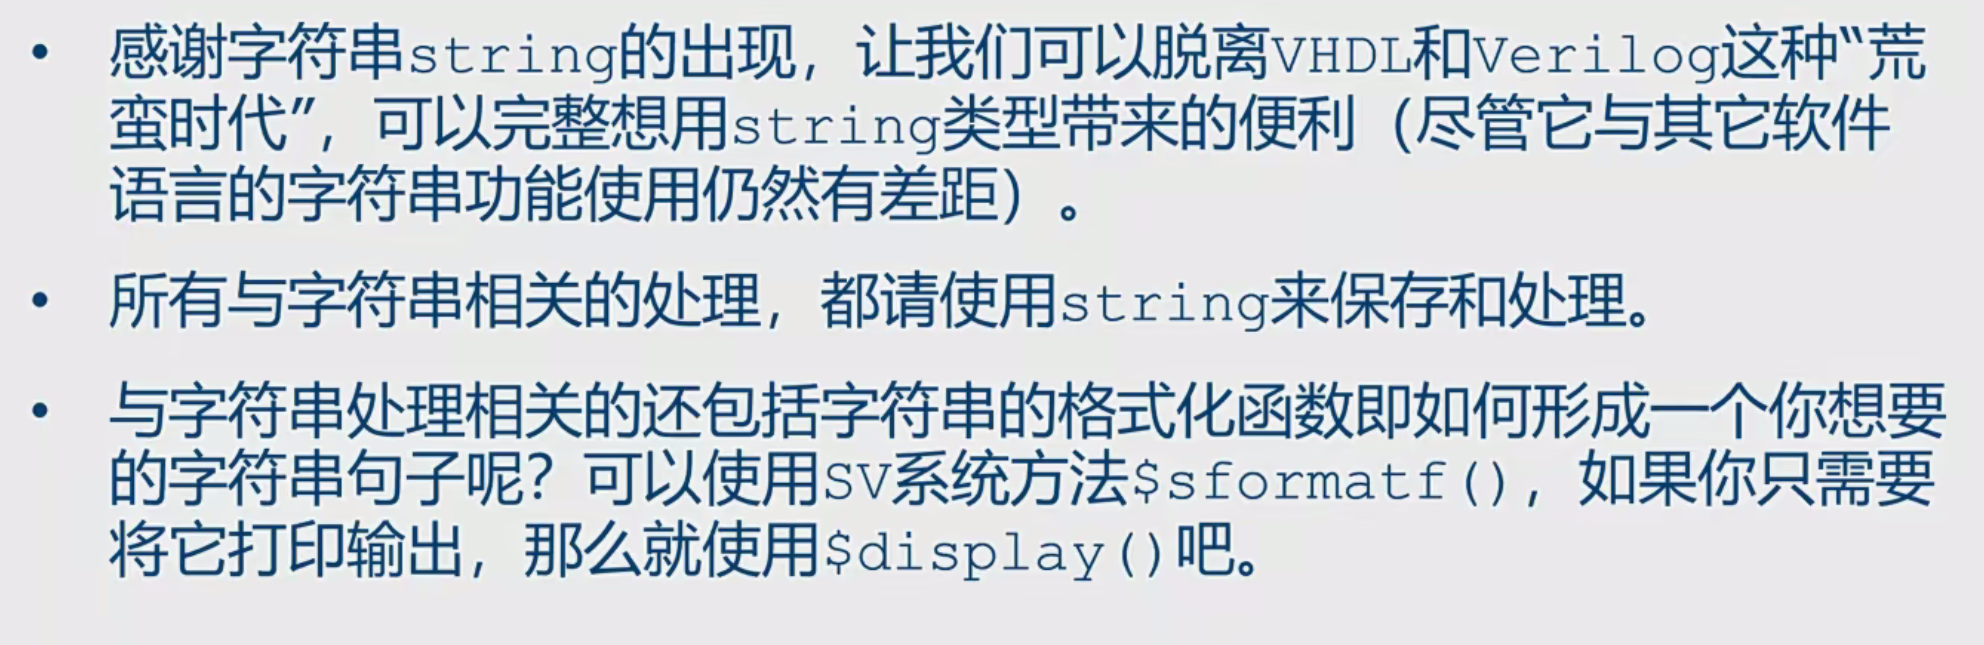 • 感谢字符串string的出现，让我们可以脱离VHDL和Verilog这种“荒
蛮时代”，可以完整想用string类型带来的便利（尽管它与其它软件
语言的字符串功能使用仍然有差距）。
• 所有与字符串相关的处理，都请使用string来保存和处理。
• 与字符串处理相关的还包括字符串的格式化函数即如何形成一个你想要
的字符串句子呢？可以使用SV系统方法$sformatf()，如果你只需要
将它打印输出，那么就使用$display()吧。